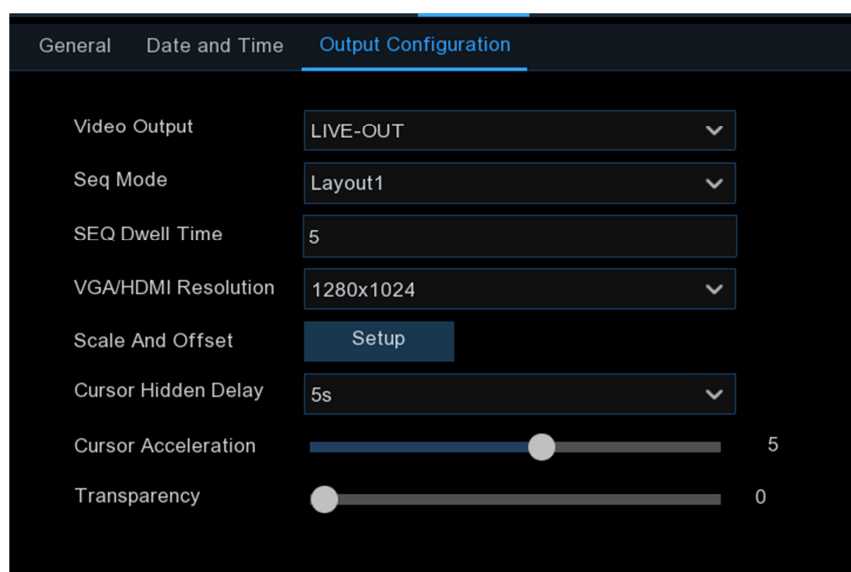 General Date and Time Output Configuration
Video Output LIVE-OUT
Seq Mode Layout1
SEQ Dwell Time 5
VGA/HDMI Resolution 1280x1024
Scale And Offset Setup
Cursor Hidden Delay 5s
Cursor Acceleration 5
Transparency 0